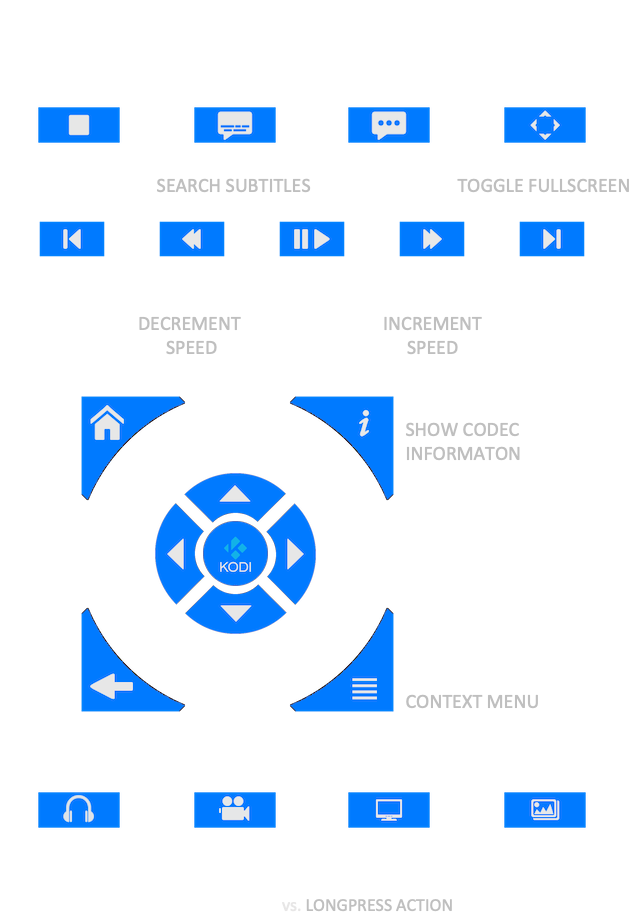 SEARCH SUBTITLES
TOGGLE FULLSCREEN
DECREMENT
SPEED
INCREMENT
SPEED
SHOW CODEC
INFORMATON
KODI
CONTEXT MENU
vs. LONGPRESS ACTION